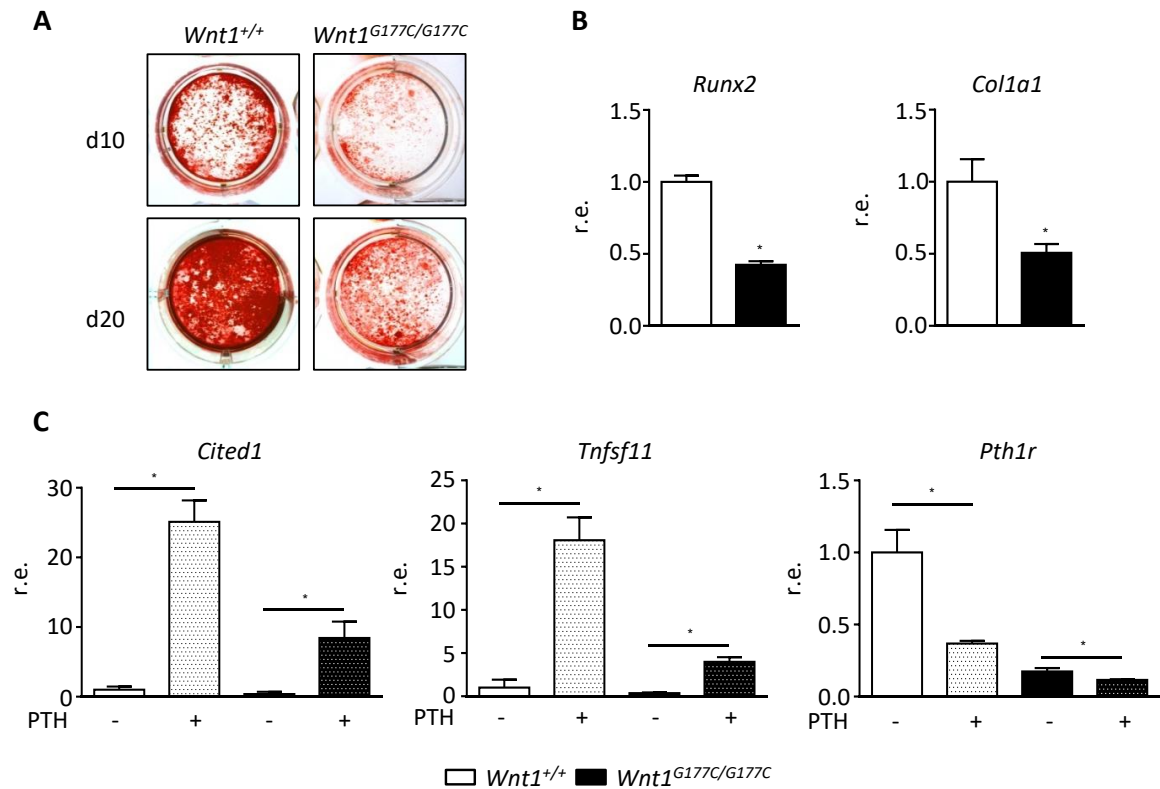 A
Wnt1+/+ Wnt1G177C/G177C
d10
d20
B
Runx2
1.5
1.0
0.5
0.0
r.e.
*
Col1a1
1.5
1.0
0.5
0.0
r.e.
*
C
Cited1
30
20
10
0
r.e.
*
*
PTH - + - +
Tnfsf11
25
20
15
10
5
0
r.e.
*
*
- + - +
Pth1r
1.5
1.0
0.5
0.0
r.e.
*
*
PTH - + - +
Wnt1+/+ Wnt1G177C/G177C